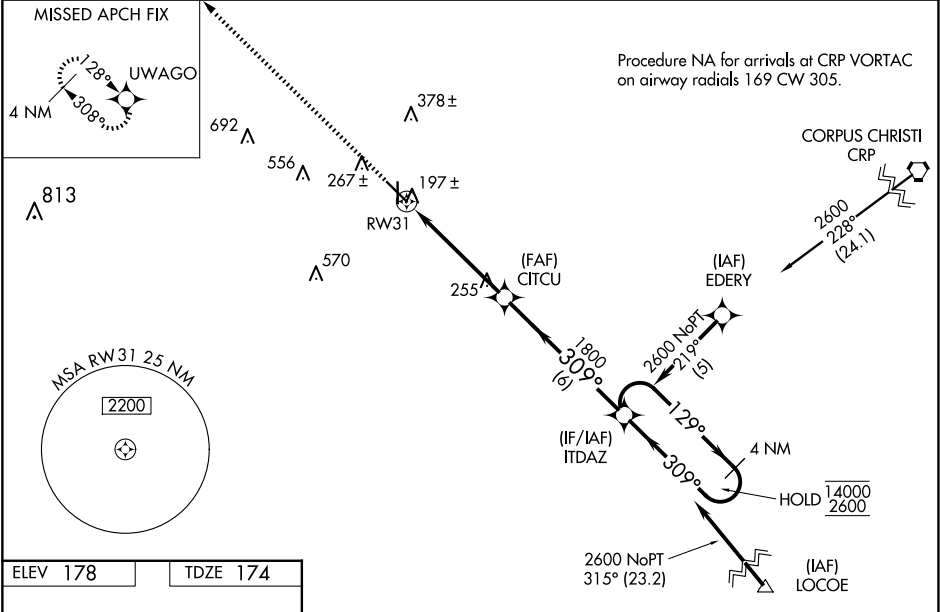 MISSED APCH FIX
128°
UWAGO
4 NM
308°
Procedure NA for arrivals at CRP VORTAC
on airway radials 169 CW 305.
378±
692
556
267±
197±
RW31
813
570
CORPUS CHRISTI
CRP
2600
228°
(24.1)
(FAF)
CITCU
255
(IAF)
EDERY
2600 NoPT
219°
(5)
1800
309°
(6)
MSA RW31 25 NM
2200
(IF/IAF)
ITDAZ
129°
309°
4 NM
HOLD 14000
2600
2600 NoPT
315° (23.2)
(IAF)
LOCOE
ELEV 178
TDZE 174